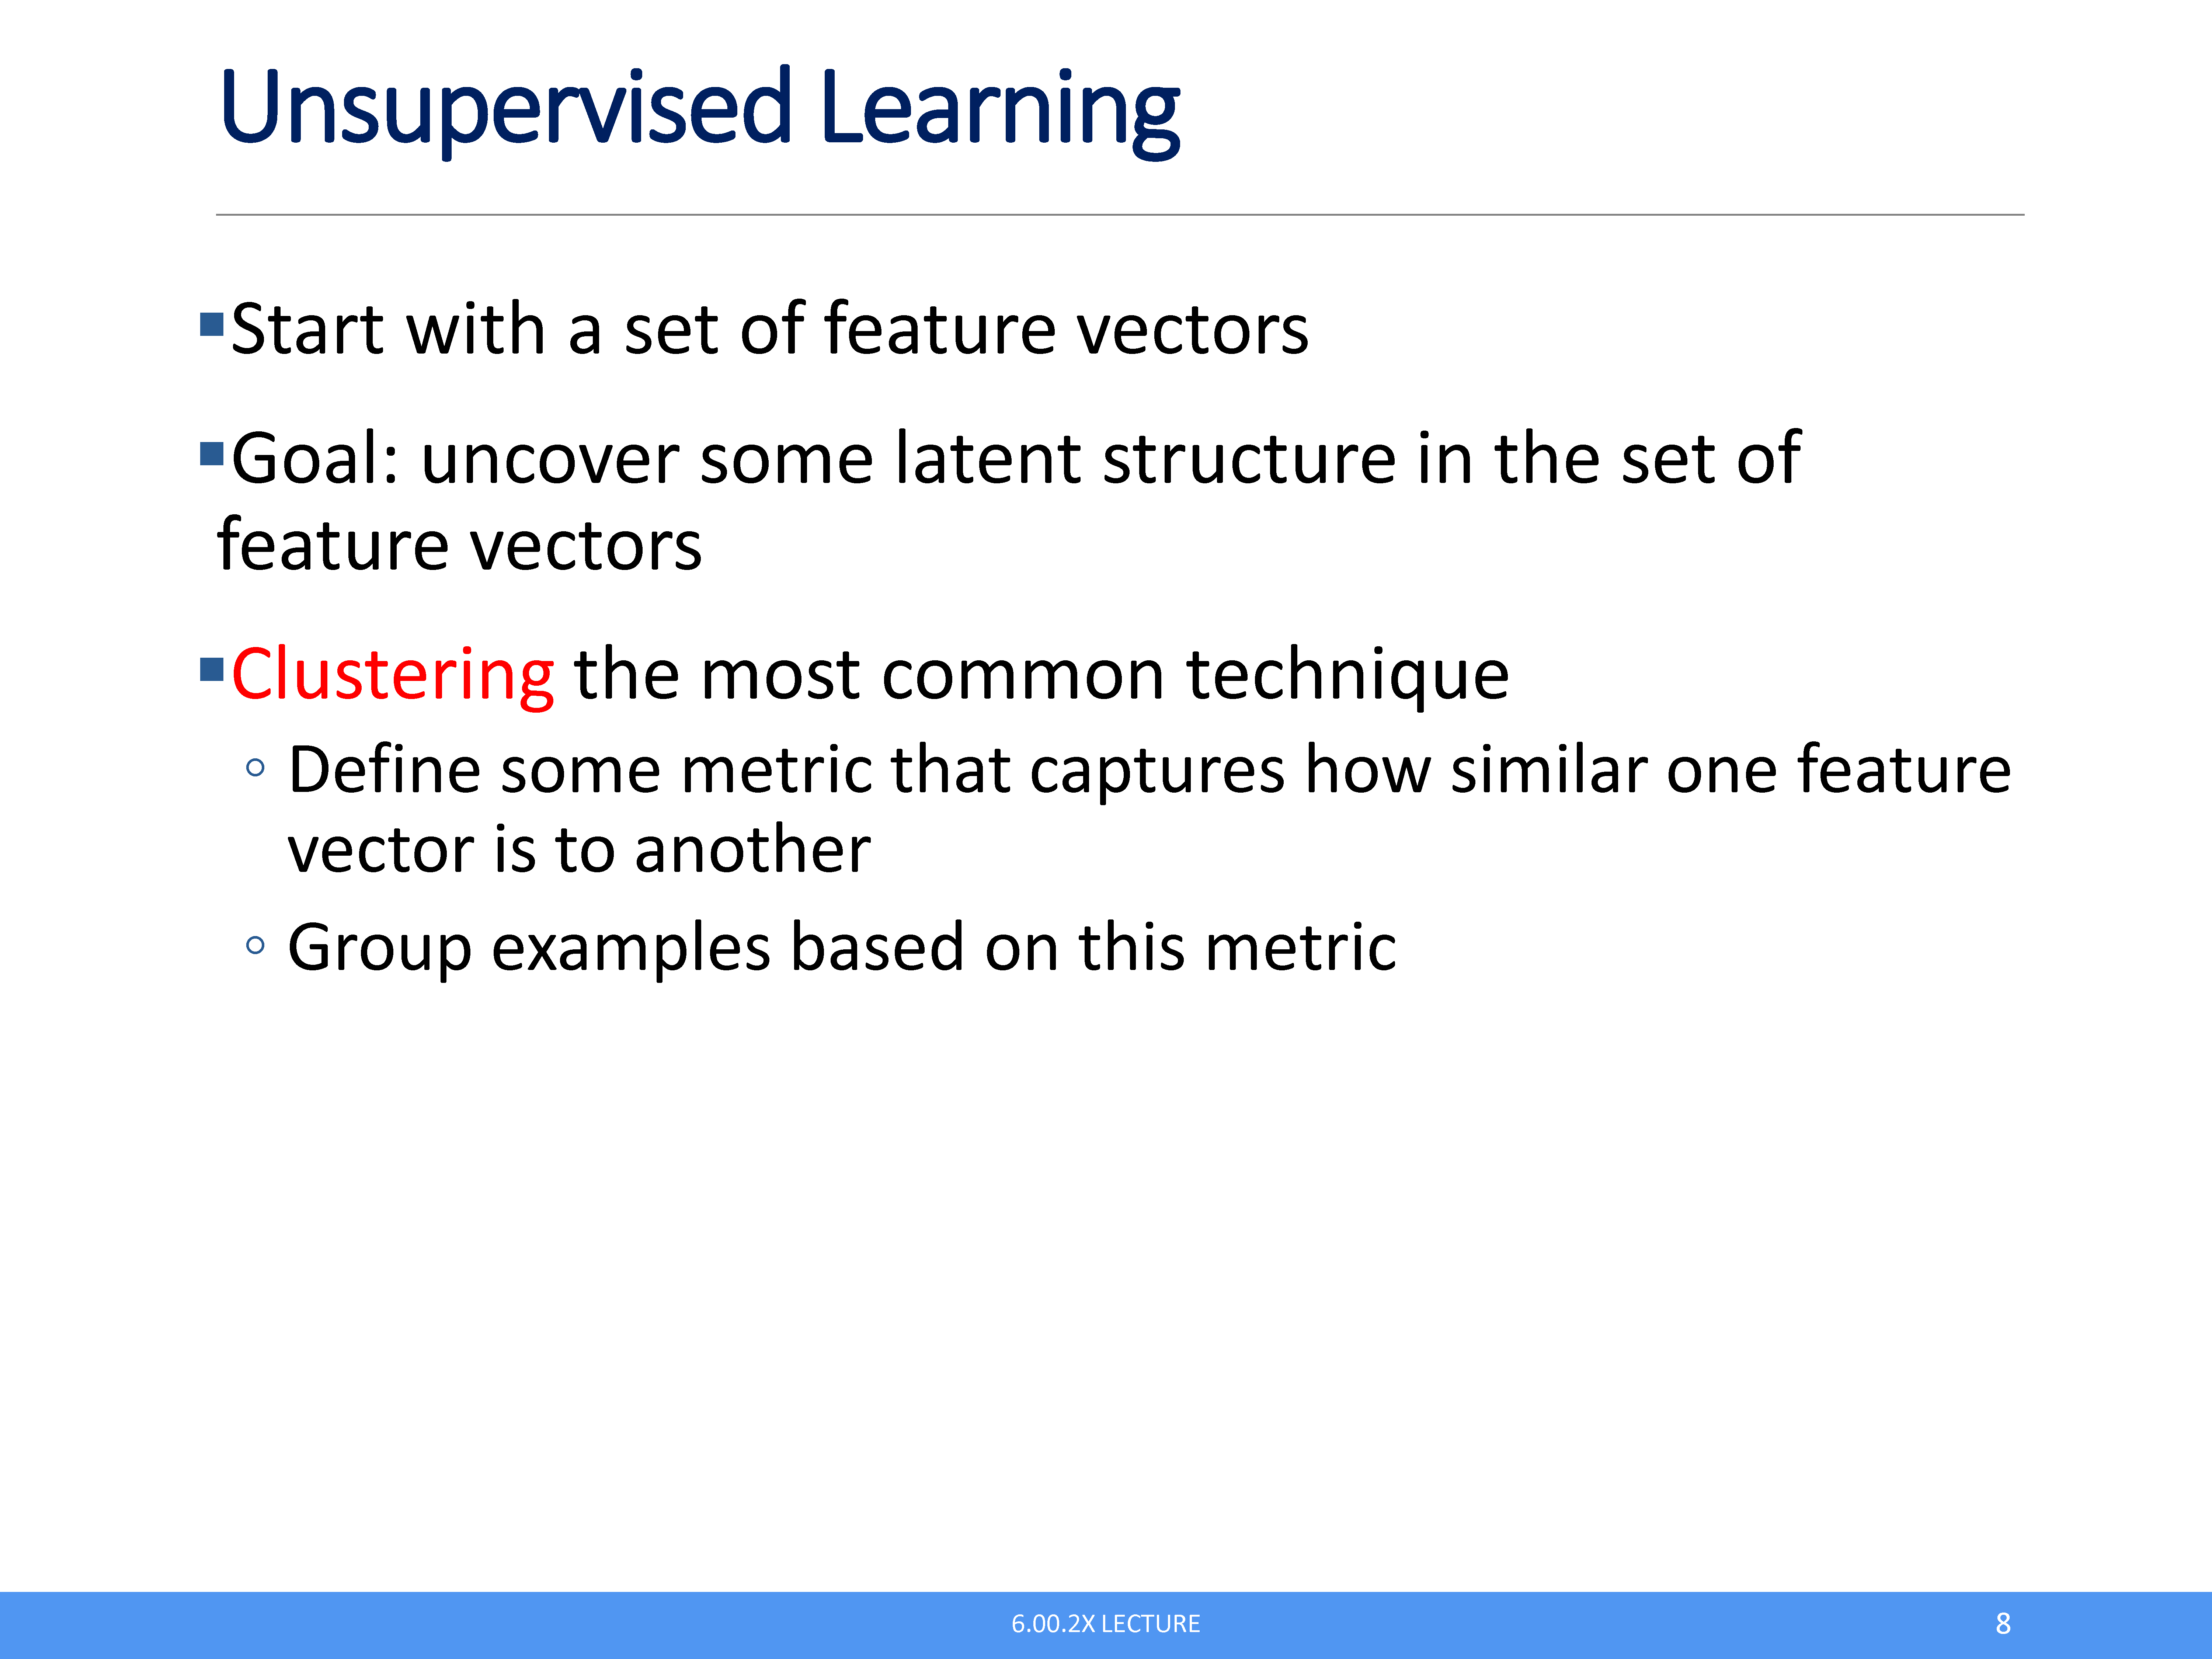 Unsupervised Learning
▪Start with a set of feature vectors
▪Goal: uncover some latent structure in the set of
feature vectors
▪Clustering the most common technique
◦ Define some metric that captures how similar one feature
vector is to another
◦ Group examples based on this metric
6.00.2X LECTURE
8